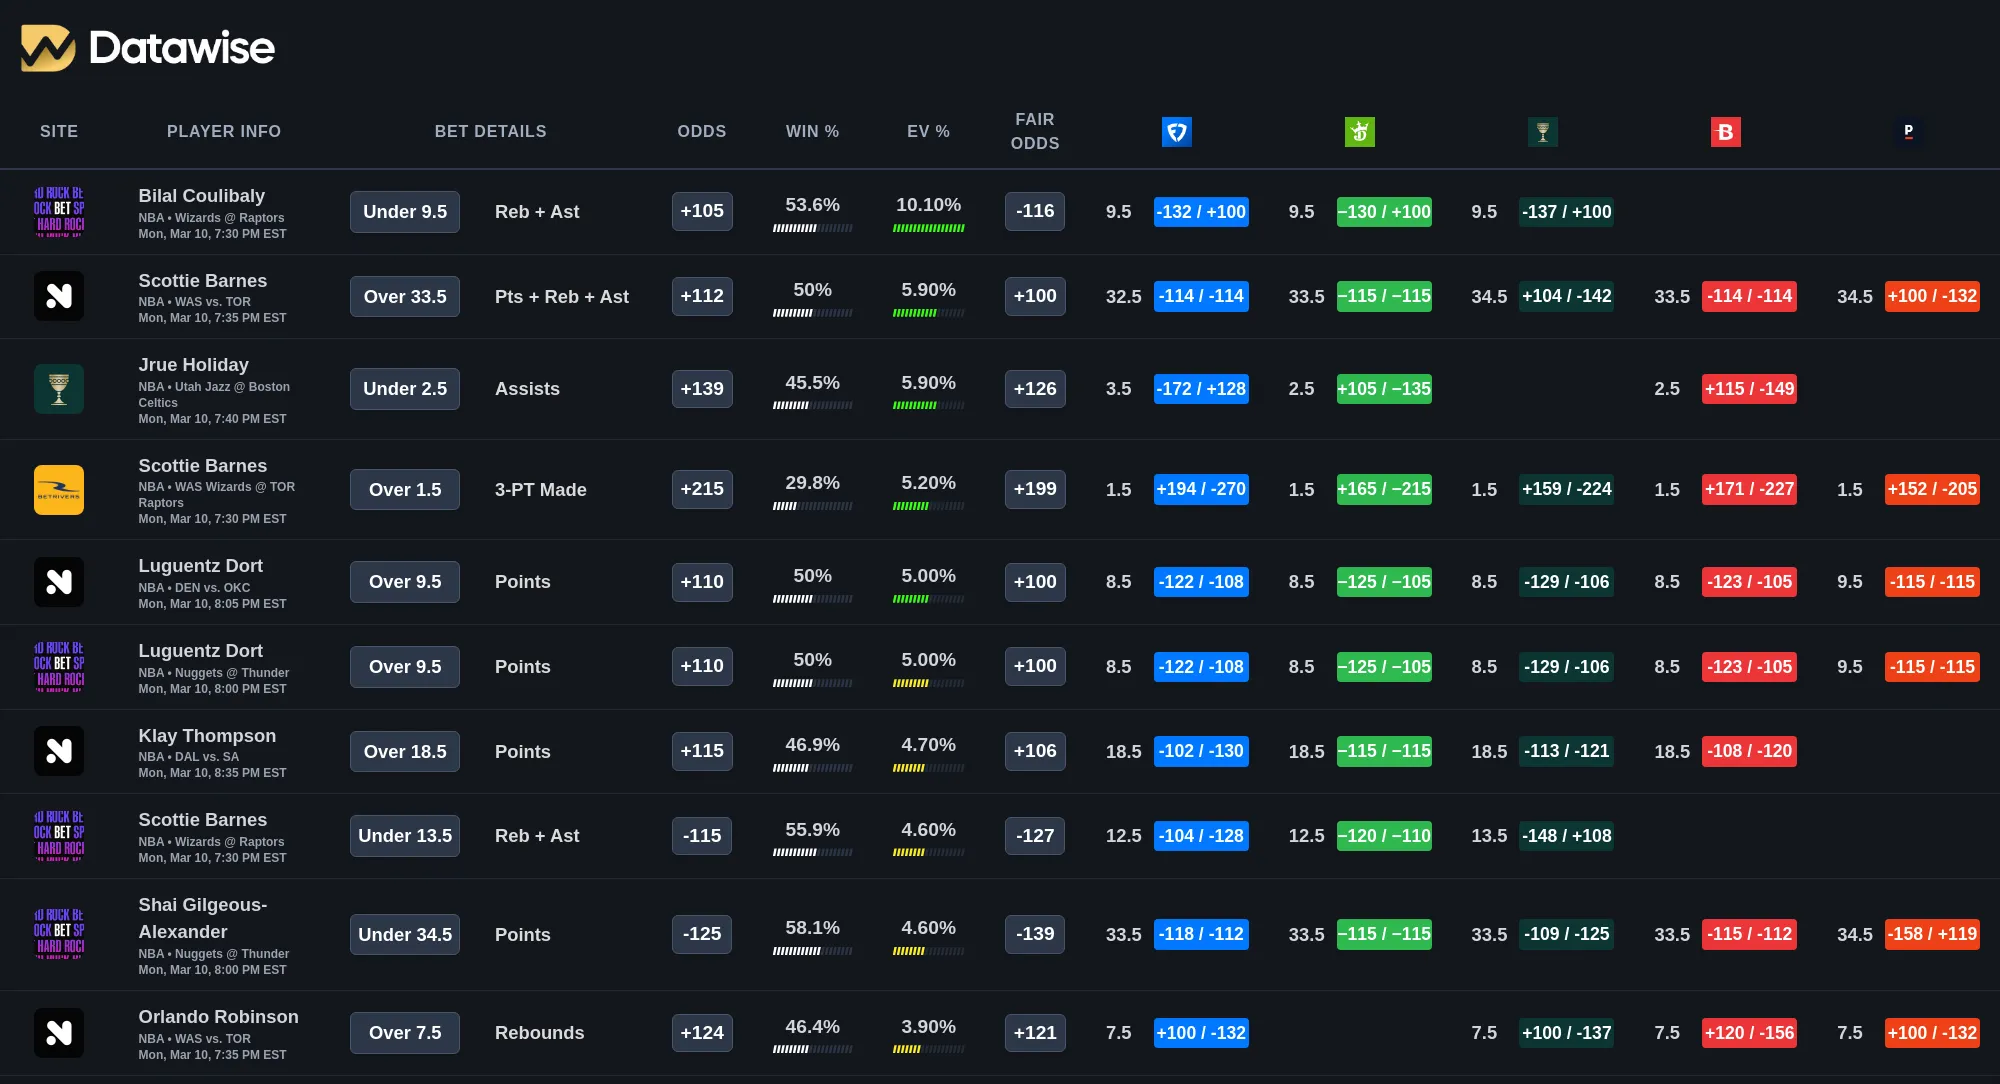 Datawise
SITE PLAYER INFO BET DETAILS ODDS WIN % EV % FAIR ODDS B P
HARD ROCK BET Bilal Coulibaly
NBA • Wizards @ Raptors
Mon, Mar 10, 7:30 PM EST
Under 9.5 Reb + Ast +105 53.6% 10.10% -116 9.5 -132 / +100 9.5 −130 / +100 9.5 -137 / +100
Scottie Barnes
NBA • WAS vs. TOR
Mon, Mar 10, 7:35 PM EST
Over 33.5 Pts + Reb + Ast +112 50% 5.90% +100 32.5 -114 / -114 33.5 −115 / −115 34.5 +104 / -142 33.5 -114 / -114 34.5 +100 / -132
Jrue Holiday
NBA • Utah Jazz @ Boston
Celtics
Mon, Mar 10, 7:40 PM EST
Under 2.5 Assists +139 45.5% 5.90% +126 3.5 -172 / +128 2.5 +105 / −135 2.5 +115 / -149
BETRIVERS Scottie Barnes
NBA • WAS Wizards @ TOR
Raptors
Mon, Mar 10, 7:30 PM EST
Over 1.5 3-PT Made +215 29.8% 5.20% +199 1.5 +194 / -270 1.5 +165 / −215 1.5 +159 / -224 1.5 +171 / -227 1.5 +152 / -205
Luguentz Dort
NBA • DEN vs. OKC
Mon, Mar 10, 8:05 PM EST
Over 9.5 Points +110 50% 5.00% +100 8.5 -122 / -108 8.5 −125 / −105 8.5 -129 / -106 8.5 -123 / -105 9.5 -115 / -115
HARD ROCK BET Luguentz Dort
NBA • Nuggets @ Thunder
Mon, Mar 10, 8:00 PM EST
Over 9.5 Points +110 50% 5.00% +100 8.5 -122 / -108 8.5 −125 / −105 8.5 -129 / -106 8.5 -123 / -105 9.5 -115 / -115
Klay Thompson
NBA • DAL vs. SA
Mon, Mar 10, 8:35 PM EST
Over 18.5 Points +115 46.9% 4.70% +106 18.5 -102 / -130 18.5 −115 / −115 18.5 -113 / -121 18.5 -108 / -120
HARD ROCK BET Scottie Barnes
NBA • Wizards @ Raptors
Mon, Mar 10, 7:30 PM EST
Under 13.5 Reb + Ast -115 55.9% 4.60% -127 12.5 -104 / -128 12.5 −120 / −110 13.5 -148 / +108
HARD ROCK BET Shai Gilgeous-
Alexander
NBA • Nuggets @ Thunder
Mon, Mar 10, 8:00 PM EST
Under 34.5 Points -125 58.1% 4.60% -139 33.5 -118 / -112 33.5 −115 / −115 33.5 -109 / -125 33.5 -115 / -112 34.5 -158 / +119
Orlando Robinson
NBA • WAS vs. TOR
Mon, Mar 10, 7:35 PM EST
Over 7.5 Rebounds +124 46.4% 3.90% +121 7.5 +100 / -132 7.5 +100 / -137 7.5 +120 / -156 7.5 +100 / -132